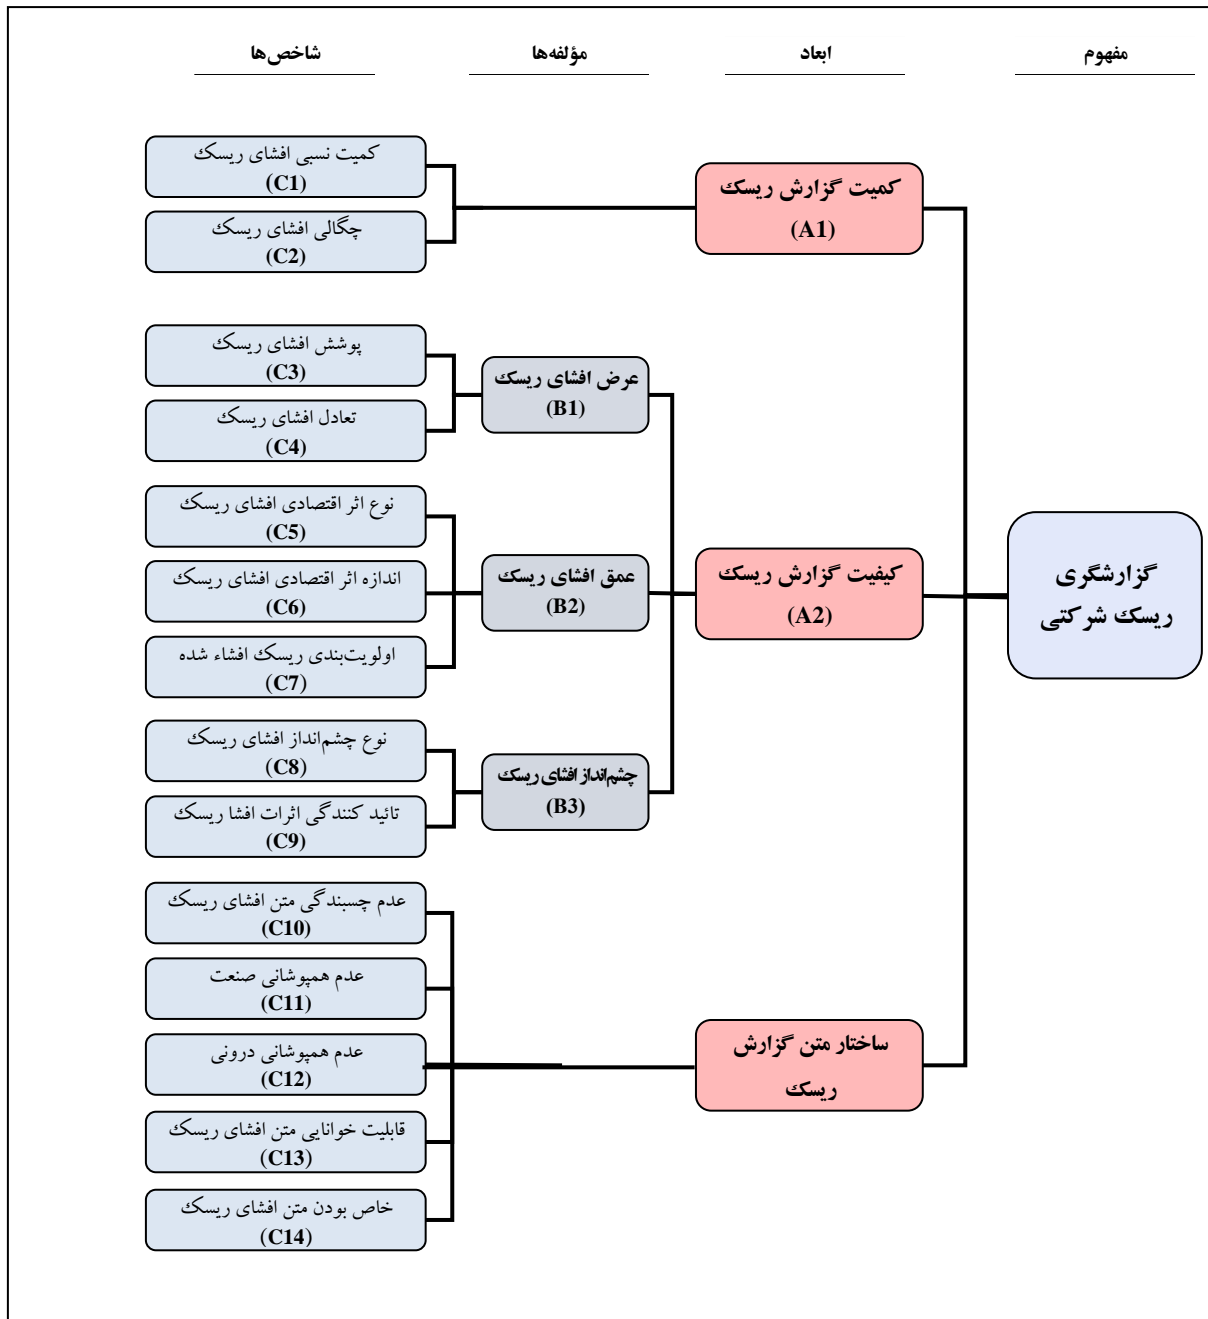 مفهوم
ابعاد
مؤلفه‌ها
شاخص‌ها
گزارشگری
ریسک شرکتی
کمیت گزارش ریسک
(A1)
کمیت نسبی افشای ریسک
(C1)
چگالی افشای ریسک
(C2)
کیفیت گزارش ریسک
(A2)
عرض افشای ریسک
(B1)
پوشش افشای ریسک
(C3)
تعادل افشای ریسک
(C4)
عمق افشای ریسک
(B2)
نوع اثر اقتصادی افشای ریسک
(C5)
اندازه اثر اقتصادی افشای ریسک
(C6)
اولویت‌بندی ریسک افشاء شده
(C7)
چشم‌انداز افشای ریسک
(B3)
نوع چشم‌انداز افشای ریسک
(C8)
تائید کنندگی اثرات افشا ریسک
(C9)
ساختار متن گزارش
ریسک
عدم چسبندگی متن افشای ریسک
(C10)
عدم همپوشانی صنعت
(C11)
عدم همپوشانی درونی
(C12)
قابلیت خوانایی متن افشای ریسک
(C13)
خاص بودن متن افشای ریسک
(C14)